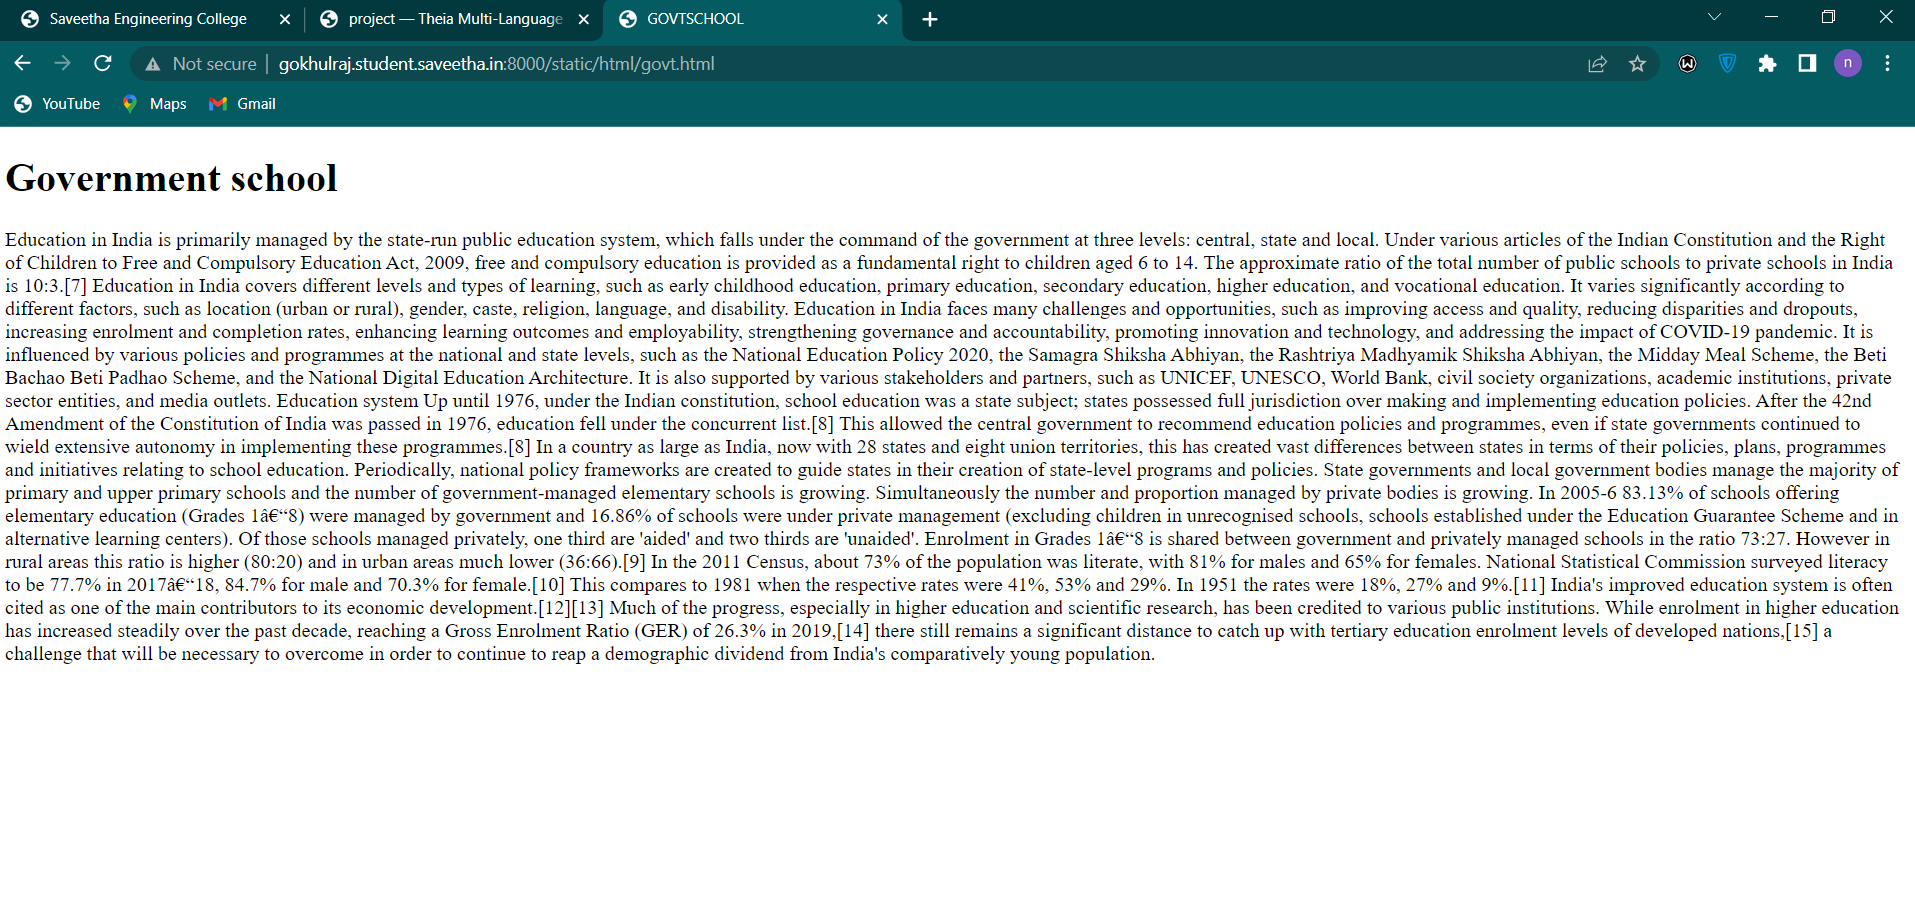 Saveetha Engineering College
project — Theia Multi-Language
GOVTSCHOOL
Not secure
gokhulraj.student.saveetha.in:8000/static/html/govt.html
n
YouTube
Maps
Gmail
Government school
Education in India is primarily managed by the state-run public education system, which falls under the command of the government at three levels: central, state and local. Under various articles of the Indian Constitution and the Right
of Children to Free and Compulsory Education Act, 2009, free and compulsory education is provided as a fundamental right to children aged 6 to 14. The approximate ratio of the total number of public schools to private schools in India
is 10:3.[7] Education in India covers different levels and types of learning, such as early childhood education, primary education, secondary education, higher education, and vocational education. It varies significantly according to
different factors, such as location (urban or rural), gender, caste, religion, language, and disability. Education in India faces many challenges and opportunities, such as improving access and quality, reducing disparities and dropouts,
increasing enrolment and completion rates, enhancing learning outcomes and employability, strengthening governance and accountability, promoting innovation and technology, and addressing the impact of COVID-19 pandemic. It is
influenced by various policies and programmes at the national and state levels, such as the National Education Policy 2020, the Samagra Shiksha Abhiyan, the Rashtriya Madhyamik Shiksha Abhiyan, the Midday Meal Scheme, the Beti
Bachao Beti Padhao Scheme, and the National Digital Education Architecture. It is also supported by various stakeholders and partners, such as UNICEF, UNESCO, World Bank, civil society organizations, academic institutions, private
sector entities, and media outlets. Education system Up until 1976, under the Indian constitution, school education was a state subject; states possessed full jurisdiction over making and implementing education policies. After the 42nd
Amendment of the Constitution of India was passed in 1976, education fell under the concurrent list.[8] This allowed the central government to recommend education policies and programmes, even if state governments continued to
wield extensive autonomy in implementing these programmes.[8] In a country as large as India, now with 28 states and eight union territories, this has created vast differences between states in terms of their policies, plans, programmes
and initiatives relating to school education. Periodically, national policy frameworks are created to guide states in their creation of state-level programs and policies. State governments and local government bodies manage the majority of
primary and upper primary schools and the number of government-managed elementary schools is growing. Simultaneously the number and proportion managed by private bodies is growing. In 2005-6 83.13% of schools offering
elementary education (Grades 1â€“8) were managed by government and 16.86% of schools were under private management (excluding children in unrecognised schools, schools established under the Education Guarantee Scheme and in
alternative learning centers). Of those schools managed privately, one third are 'aided' and two thirds are 'unaided'. Enrolment in Grades 1â€“8 is shared between government and privately managed schools in the ratio 73:27. However in
rural areas this ratio is higher (80:20) and in urban areas much lower (36:66).[9] In the 2011 Census, about 73% of the population was literate, with 81% for males and 65% for females. National Statistical Commission surveyed literacy
to be 77.7% in 2017â€“18, 84.7% for male and 70.3% for female.[10] This compares to 1981 when the respective rates were 41%, 53% and 29%. In 1951 the rates were 18%, 27% and 9%.[11] India's improved education system is often
cited as one of the main contributors to its economic development.[12][13] Much of the progress, especially in higher education and scientific research, has been credited to various public institutions. While enrolment in higher education
has increased steadily over the past decade, reaching a Gross Enrolment Ratio (GER) of 26.3% in 2019,[14] there still remains a significant distance to catch up with tertiary education enrolment levels of developed nations,[15] a
challenge that will be necessary to overcome in order to continue to reap a demographic dividend from India's comparatively young population.